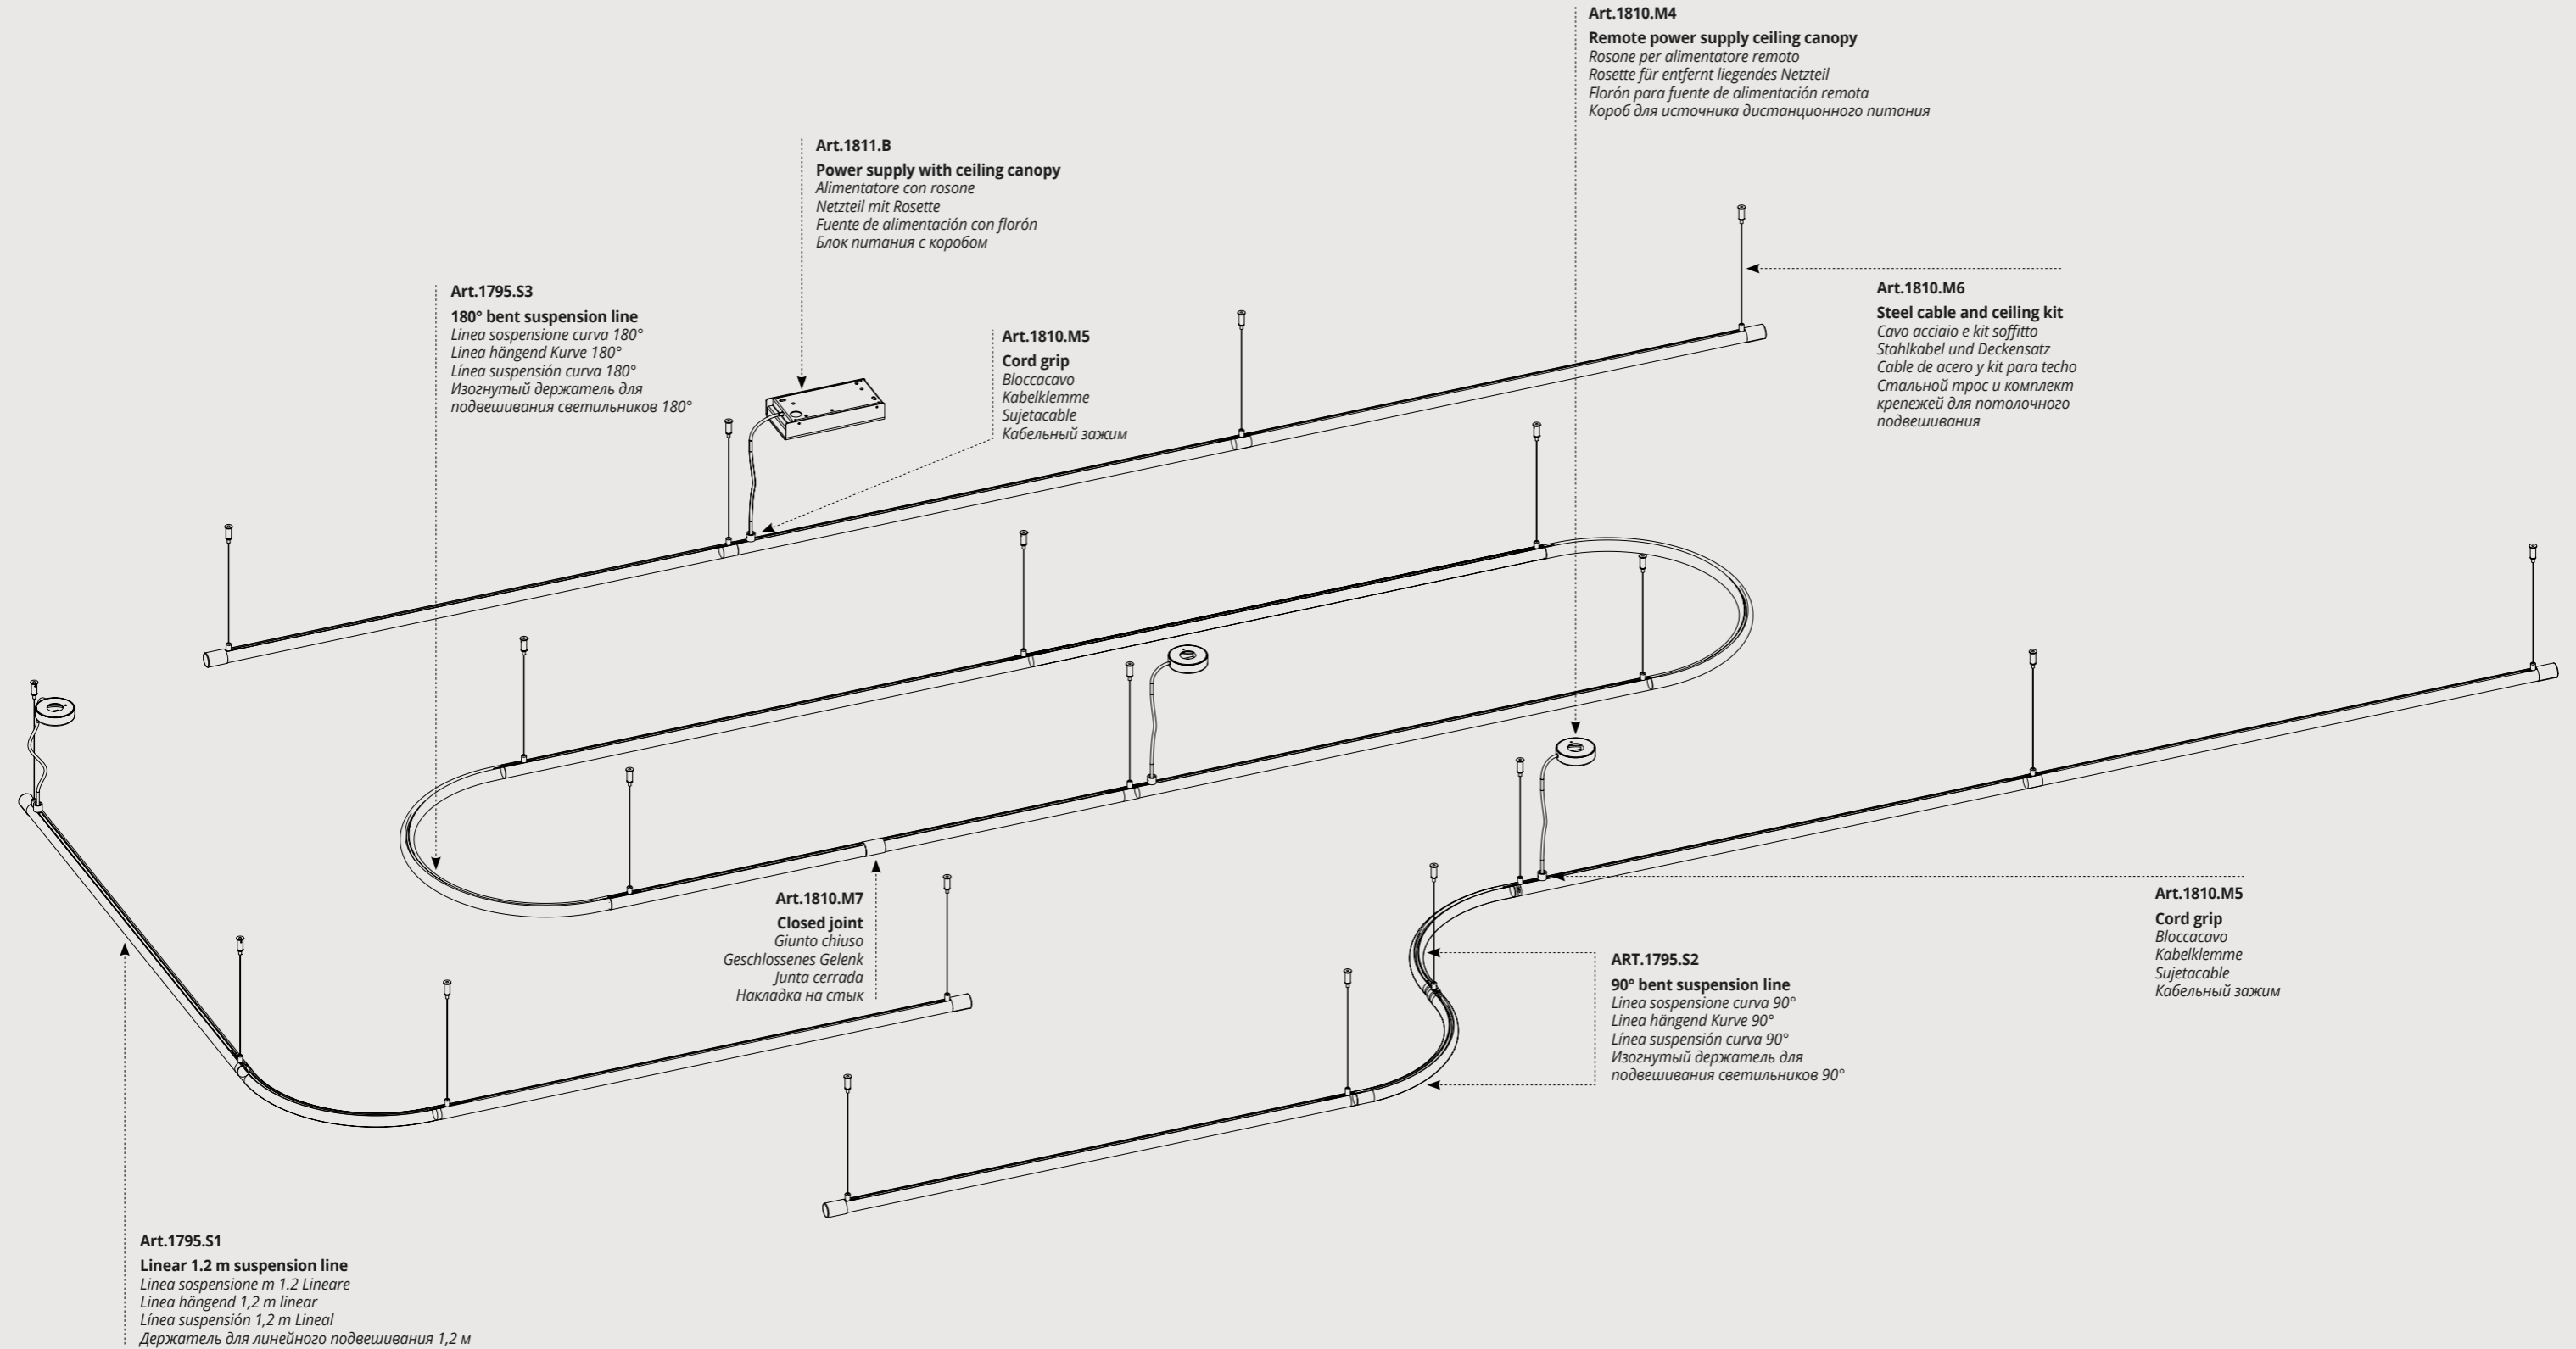 Art.1810.M4
Remote power supply ceiling canopy
Rosone per alimentatore remoto
Rosette für entfernt liegendes Netzteil
Florón para fuente de alimentación remota
Короб для источника дистанционного питания
Art.1811.B
Power supply with ceiling canopy
Alimentatore con rosone
Netzteil mit Rosette
Fuente de alimentación con florón
Блок питания с коробом
Art.1795.S3
180° bent suspension line
Linea sospensione curva 180°
Linea hängend Kurve 180°
Línea suspensión curva 180°
Изогнутый держатель для
подвешивания светильников 180°
Art.1810.M5
Cord grip
Bloccacavo
Kabelklemme
Sujetacable
Кабельный зажим
Art.1810.M6
Steel cable and ceiling kit
Cavo acciaio e kit soffitto
Stahlkabel und Deckensatz
Cable de acero y kit para techo
Стальной трос и комплект
крепежей для потолочного
подвешивания
Art.1810.M7
Closed joint
Giunto chiuso
Geschlossenes Gelenk
Junta cerrada
Накладка на стык
ART.1795.S2
90° bent suspension line
Linea sospensione curva 90°
Linea hängend Kurve 90°
Línea suspensión curva 90°
Изогнутый держатель для
подвешивания светильников 90°
Art.1810.M5
Cord grip
Bloccacavo
Kabelklemme
Sujetacable
Кабельный зажим
Art.1795.S1
Linear 1.2 m suspension line
Linea sospensione m 1.2 Lineare
Linea hängend 1,2 m linear
Línea suspensión 1,2 m Lineal
Держатель для линейного подвешивания 1,2 м